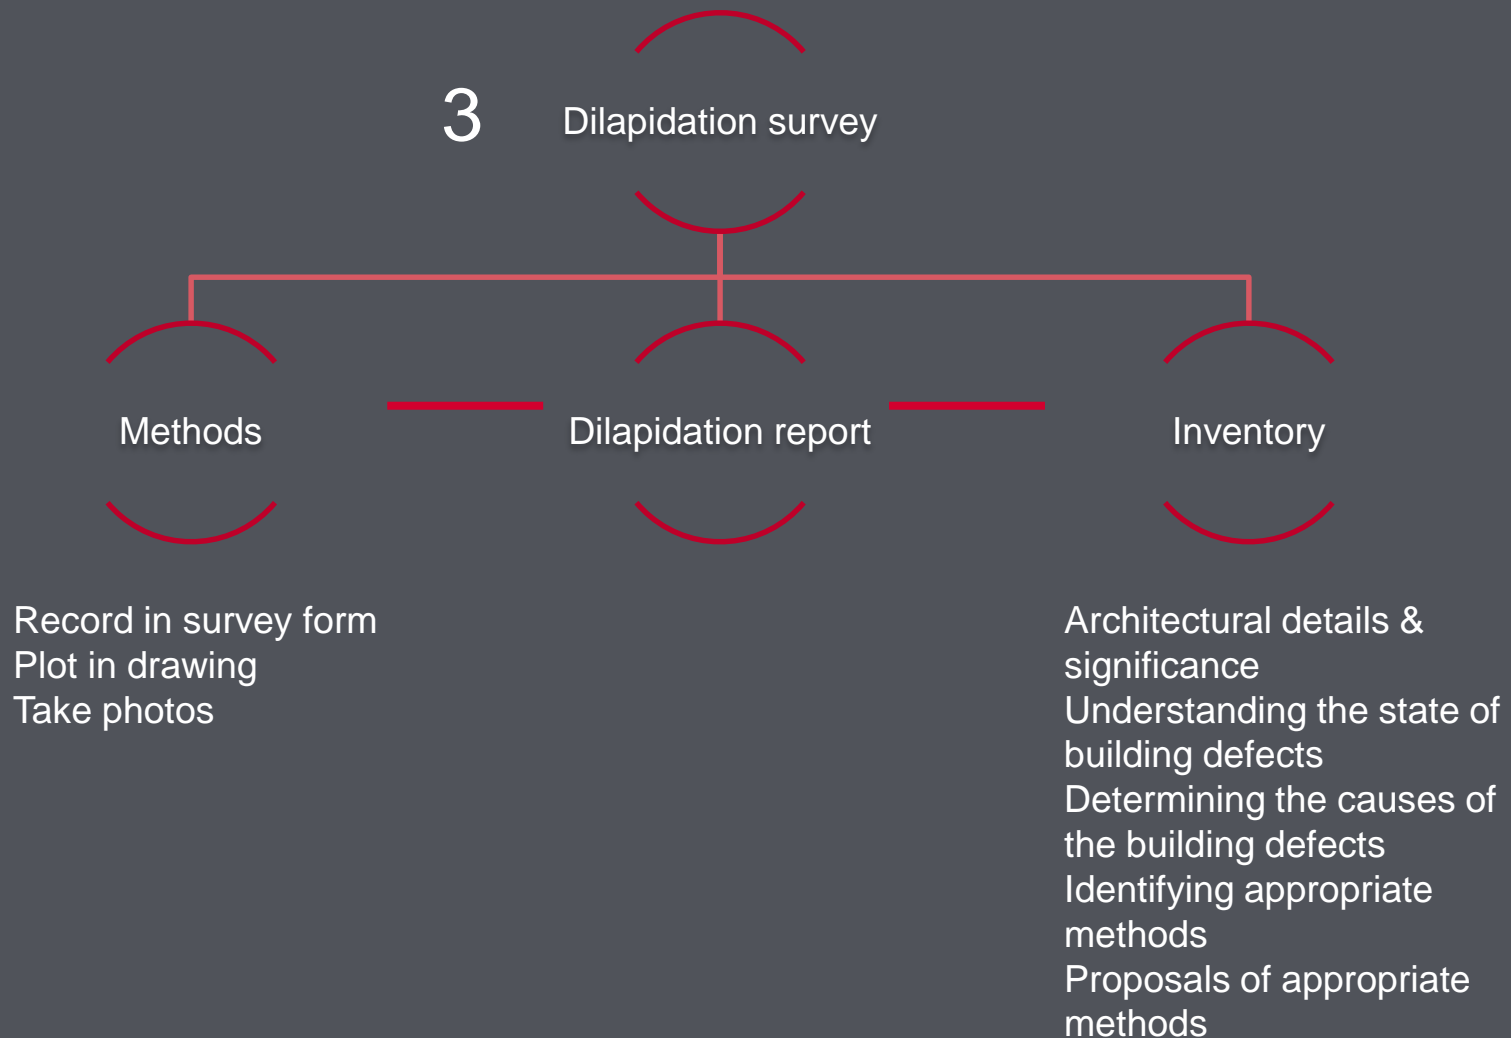 3
Dilapidation survey
Methods
Dilapidation report
Inventory
Record in survey form
Plot in drawing
Take photos
Architectural details &
significance
Understanding the state of
building defects
Determining the causes of
the building defects
Identifying appropriate
methods
Proposals of appropriate
methods